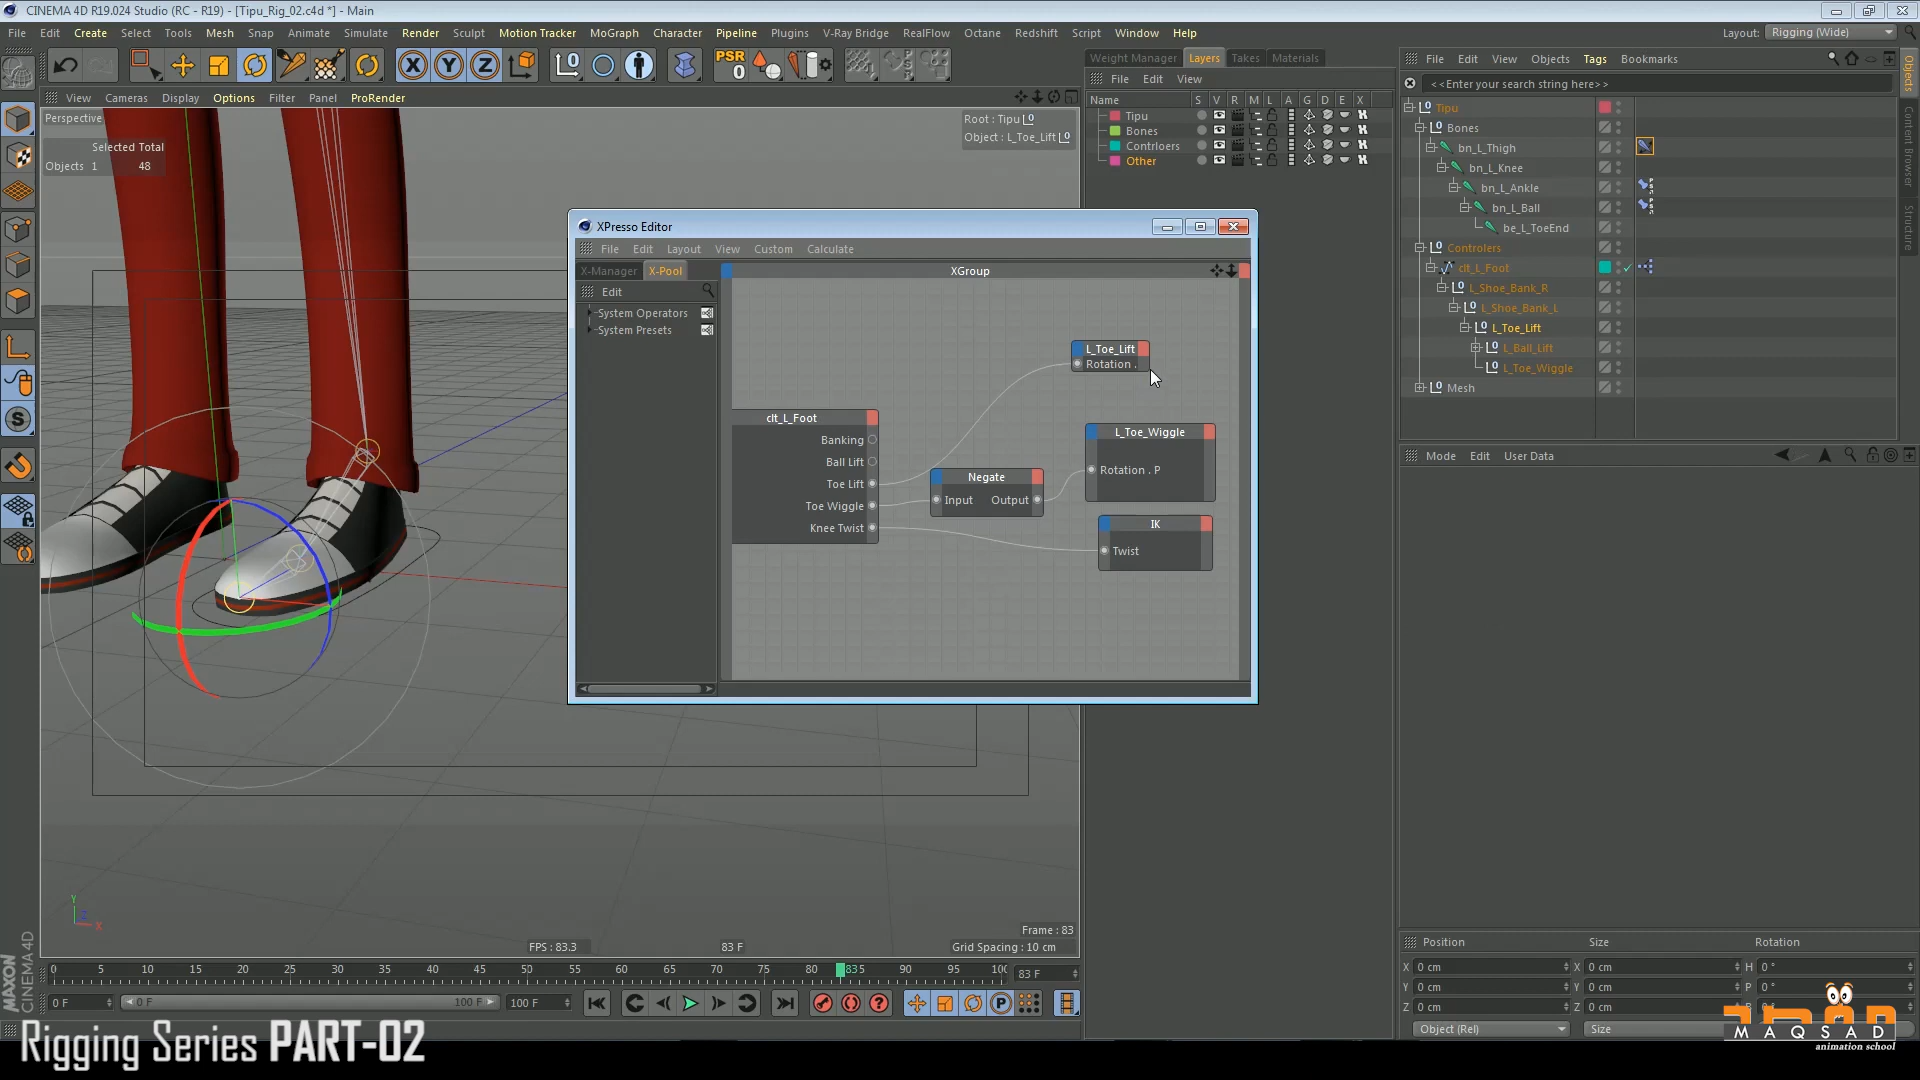 CINEMA 4D R19.024 Studio (RC - R19) - [Tipu_Rig_02.c4d *] - Main
File Edit Create Select Tools Mesh Snap Animate Simulate Render Sculpt Motion Tracker MoGraph Character Pipeline Plugins V-Ray Bridge RealFlow Octane Redshift Script Window Help
Layout: Rigging (Wide)
X Y Z
PSR
0
View Cameras Display Options Filter Panel ProRender
Perspective
Selected Total
Objects 1 48
Root : Tipu
Object : L_Toe_Lift
Weight Manager Layers Takes Materials
File Edit View
Name S V R M L A G D E X
Tipu
Bones
Contrloers
Other
File Edit View Objects Tags Bookmarks
<<Enter your search string here>>
Tipu
Bones
bn_L_Thigh
bn_L_Knee
bn_L_Ankle
bn_L_Ball
be_L_ToeEnd
Controlers
clt_L_Foot
L_Shoe_Bank_R
L_Shoe_Bank_L
L_Toe_Lift
L_Ball_Lift
L_Toe_Wiggle
Mesh
Objects
Content Browser
Structure
XPresso Editor
File Edit Layout View Custom Calculate
X-Manager X-Pool
Edit
System Operators
System Presets
XGroup
L_Toe_Lift
Rotation .
clt_L_Foot
Banking
Ball Lift
Toe Lift
Toe Wiggle
Knee Twist
Negate
Input Output
L_Toe_Wiggle
Rotation . P
IK
Twist
Mode Edit User Data
Y
Z
X
Frame : 83
FPS : 83.3 83 F Grid Spacing : 10 cm
0 5 10 15 20 25 30 35 40 45 50 55 60 65 70 75 80 835 90 95 100 83 F
0 F 0 F 100 F 100 F
Position Size Rotation
X 0 cm X 0 cm H 0 °
Y 0 cm Y 0 cm P 0 °
Z 0 cm Z 0 cm
Object (Rel) Size
MAXON
CINEMA 4D
Rigging Series PART-02
MAQSAD
animation school